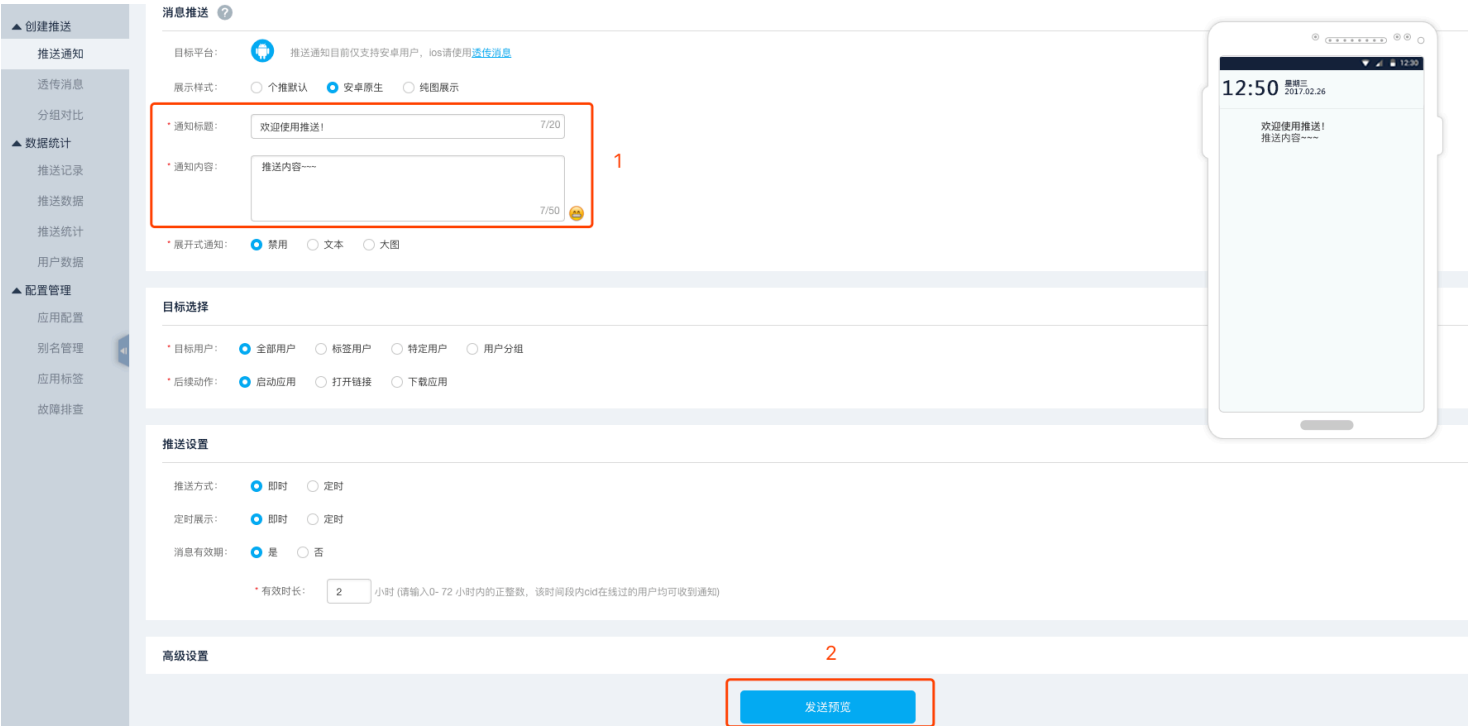 创建推送
推送通知
透传消息
分组对比
数据统计
推送记录
推送数据
推送统计
用户数据
配置管理
应用配置
别名管理
应用标签
故障排查
消息推送 ?
目标平台: 推送通知目前仅支持安卓用户，ios请使用透传消息
展示样式: 个推默认 安卓原生 纯图展示
* 通知标题: 欢迎使用推送! 7/20
* 通知内容: 推送内容~~~
7/50
1
* 展开式通知: 禁用 文本 大图
目标选择
* 目标用户: 全部用户 标签用户 特定用户 用户分组
* 后续动作: 启动应用 打开链接 下载应用
推送设置
推送方式: 即时 定时
定时展示: 即时 定时
消息有效期: 是 否
* 有效时长: 2 小时 (请输入0- 72 小时内的正整数，该时间段内cid在线过的用户均可收到通知)
高级设置
2
发送预览
12:30
12:50 星期三
2017.02.26
欢迎使用推送!
推送内容~~~